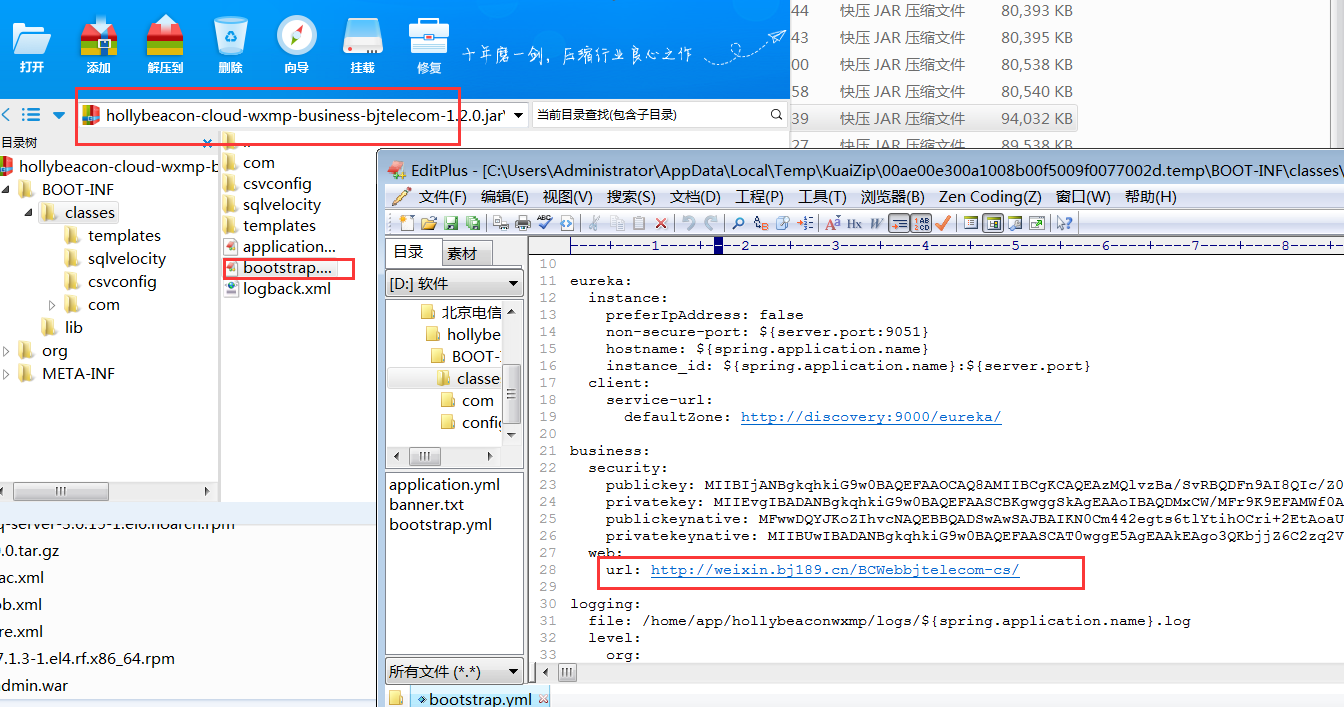 打开
添加
解压到
删除
向导
挂载
修复
十年磨一剑，压缩行业良心之作
44 快压 JAR 压缩文件 80,393 KB
43 快压 JAR 压缩文件 80,395 KB
00 快压 JAR 压缩文件 80,538 KB
58 快压 JAR 压缩文件 80,540 KB
39 快压 JAR 压缩文件 94,032 KB
27 快压 JAR 压缩文件 89,538 KB
hollybeacon-cloud-wxmp-business-bjtelecom-1.2.0.jar\
当前目录查找(包含子目录)
目录树
hollybeacon-cloud-wxmp-b
BOOT-INF
classes
templates
sqlvelocity
csvconfig
com
lib
org
META-INF
..
com
csvconfig
sqlvelocity
templates
application...
bootstrap....
logback.xml
q-server-3.6.15-1.el6.noarch.rpm
.0.tar.gz
ac.xml
ob.xml
re.xml
7.1.3-1.el4.rf.x86_64.rpm
dmin.war
EditPlus - [C:\Users\Administrator\AppData\Local\Temp\KuaiZip\00ae00e300a1008b00f5009f0077002d.temp\BOOT-INF\classes\
文件(F) 编辑(E) 视图(V) 搜索(S) 文档(D) 工程(P) 工具(T) 浏览器(B) Zen Coding(Z) 窗口(W) 帮助(H)
目录 素材
[D:] 软件
北京电信
hollybe
BOOT-I
classe
com
config
application.yml
banner.txt
bootstrap.yml
所有文件 (*.*)
----+----1----+----2----+----3----+----4----+----5----+----6----+----7----+----8----+
10
11 eureka:
12 instance:
13 preferIpAddress: false
14 non-secure-port: ${server.port:9051}
15 hostname: ${spring.application.name}
16 instance_id: ${spring.application.name}:${server.port}
17 client:
18 service-url:
19 defaultZone: http://discovery:9000/eureka/
20
21 business:
22 security:
23 publickey: MIIBIjANBgkqhkiG9w0BAQEFAAOCAQ8AMIIBCgKCAQEAzMQlvzBa/SvRBQDFn9AI8QIc/Z0
24 privatekey: MIIEvgIBADANBgkqhkiG9w0BAQEFAASCBKgwggSkAgEAAoIBAQDMxCW/MFr9K9EFAMWf0A
25 publickeynative: MFwwDQYJKoZIhvcNAQEBBQADSwAwSAJBAIKN0Cm442egts6tlYtihOCri+2EtAoaU
26 privatekeynative: MIIBUwIBADANBgkqhkiG9w0BAQEFAASCAT0wggE5AgEAAkEAgo3QKbjjZ6C2zq2V
27 web:
28 url: http://weixin.bj189.cn/BCWebbjtelecom-cs/
29
30 logging:
31 file: /home/app/hollybeaconwxmp/logs/${spring.application.name}.log
32 level:
33 org:
bootstrap.yml